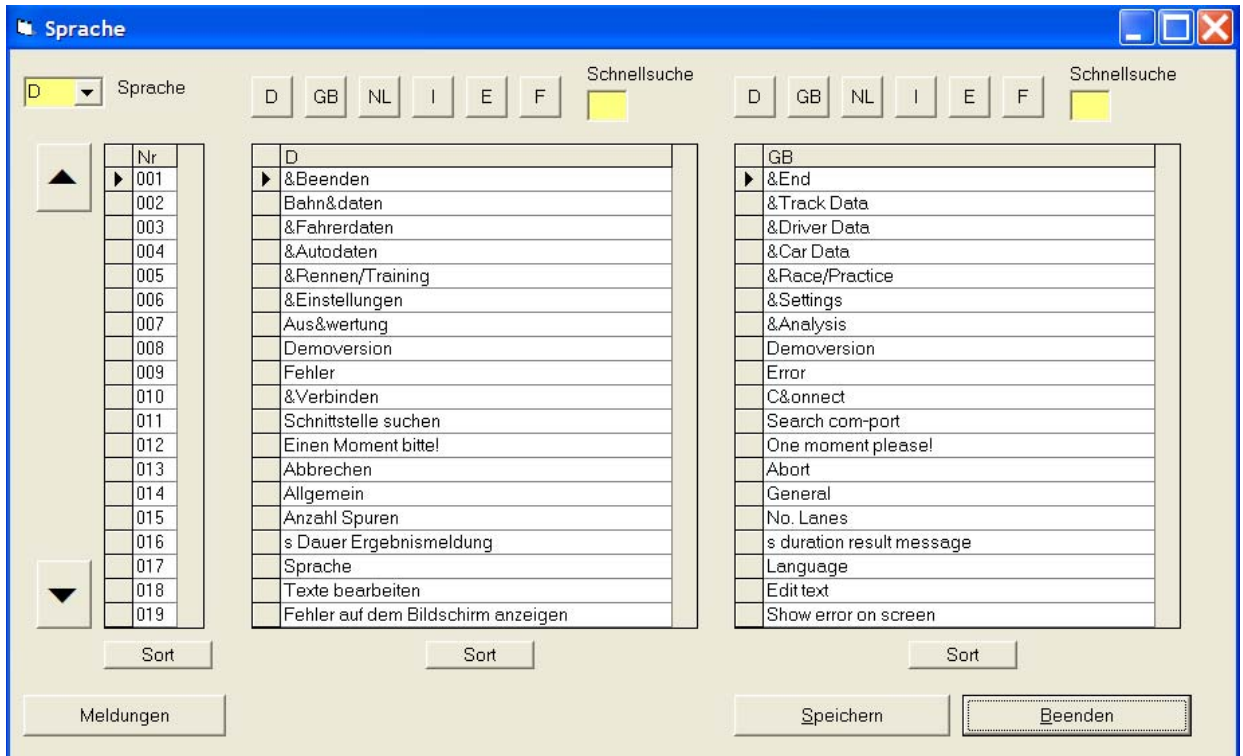 Sprache
D Sprache
D GB NL I E F Schnellsuche
D GB NL I E F Schnellsuche
Nr D GB
001 &Beenden &End
002 Bahn&daten &Track Data
003 &Fahrerdaten &Driver Data
004 &Autodaten &Car Data
005 &Rennen/Training &Race/Practice
006 &Einstellungen &Settings
007 Aus&wertung &Analysis
008 Demoversion Demoversion
009 Fehler Error
010 &Verbinden C&onnect
011 Schnittstelle suchen Search com-port
012 Einen Moment bitte! One moment please!
013 Abbrechen Abort
014 Allgemein General
015 Anzahl Spuren No. Lanes
016 s Dauer Ergebnismeldung s duration result message
017 Sprache Language
018 Texte bearbeiten Edit text
019 Fehler auf dem Bildschirm anzeigen Show error on screen
Sort Sort Sort
Meldungen Speichern Beenden